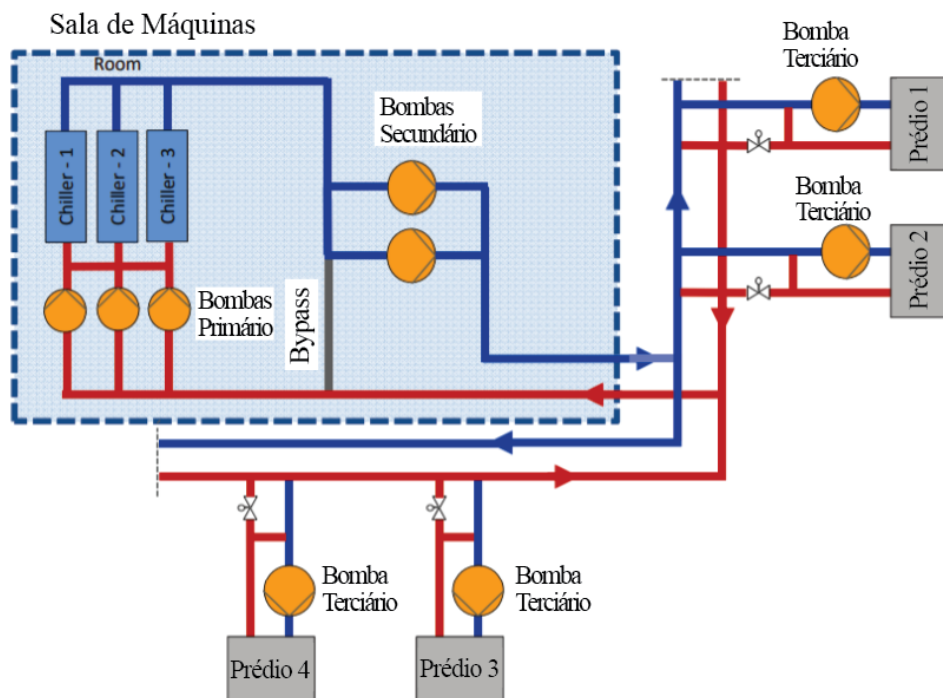 Sala de Máquinas
Room
Chiller - 1
Chiller - 2
Chiller - 3
Bombas
Secundário
Bombas
Primário
Bypass
Bomba
Terciário
Prédio 1
Bomba
Terciário
Prédio 2
Bomba
Terciário
Prédio 4
Bomba
Terciário
Prédio 3